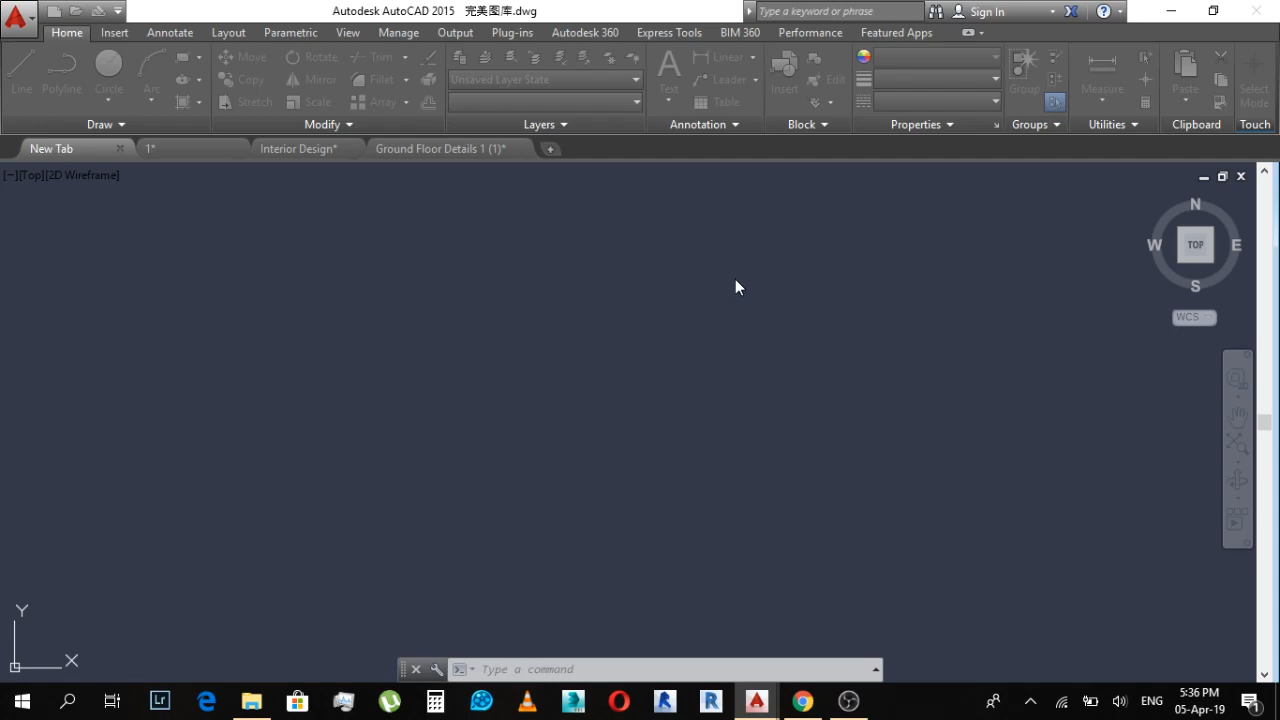 Autodesk AutoCAD 2015 完美图库.dwg
Type a keyword or phrase
Sign In
Home Insert Annotate Layout Parametric View Manage Output Plug-ins Autodesk 360 Express Tools BIM 360 Performance Featured Apps
Line Polyline Circle Arc
Move Rotate Trim
Copy Mirror Fillet
Stretch Scale Array
Unsaved Layer State
Text
Linear
Leader
Table
Insert
Edit
Group
Measure
Paste
Select Mode
Draw Modify Layers Annotation Block Properties Groups Utilities Clipboard Touch
New Tab 1* Interior Design* Ground Floor Details 1 (1)*
[−][Top][2D Wireframe]
N
W TOP E
S
WCS
Y
X
Type a command
Lr
ENG
5:36 PM
05-Apr-19
1